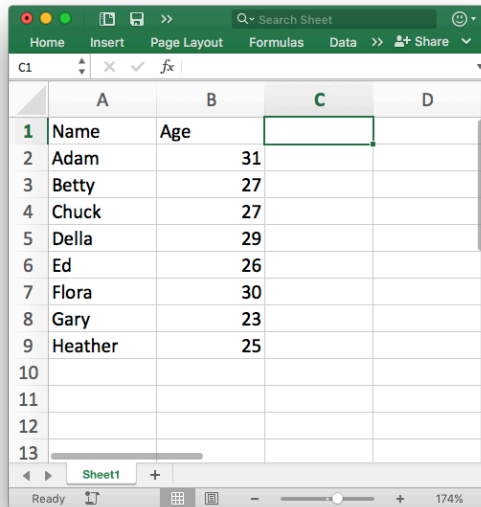 Search Sheet
Home Insert Page Layout Formulas Data >> Share
C1 fx
A B C D
1 Name Age
2 Adam 31
3 Betty 27
4 Chuck 27
5 Della 29
6 Ed 26
7 Flora 30
8 Gary 23
9 Heather 25
10
11
12
13
Sheet1 +
Ready - + 174%